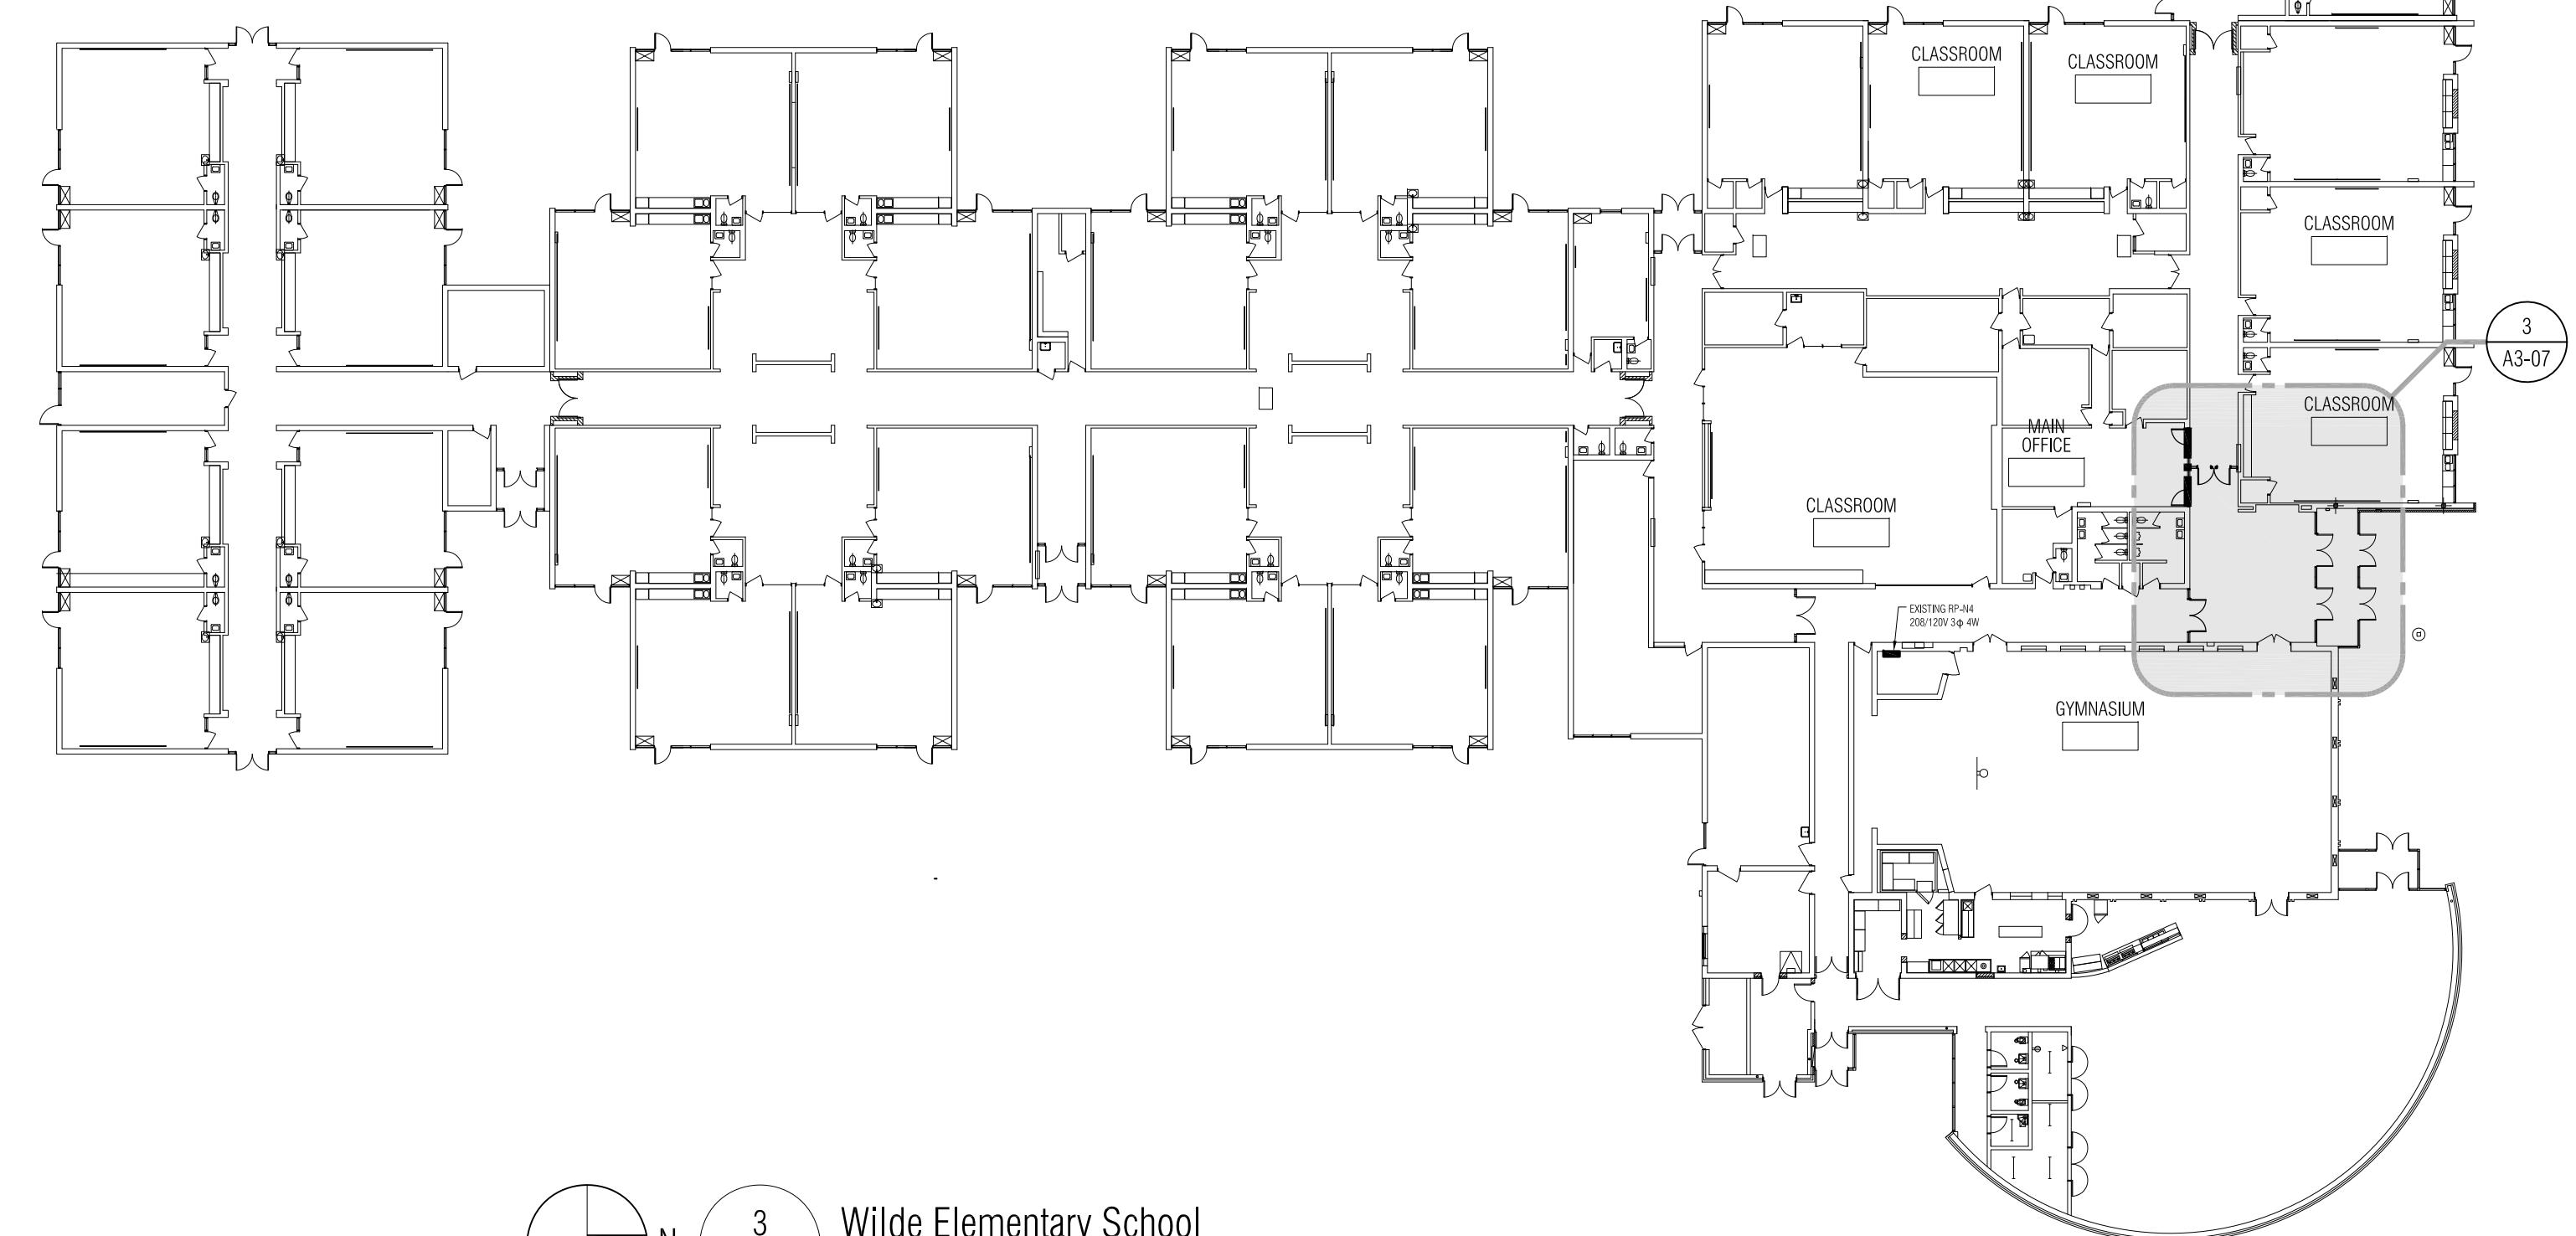 CLASSROOM
CLASSROOM
CLASSROOM
3
A3-07
CLASSROOM
MAIN
OFFICE
CLASSROOM
EXISTING RP-N4
208/120V 3ϕ 4W
GYMNASIUM
N
3
Wilde Elementary School